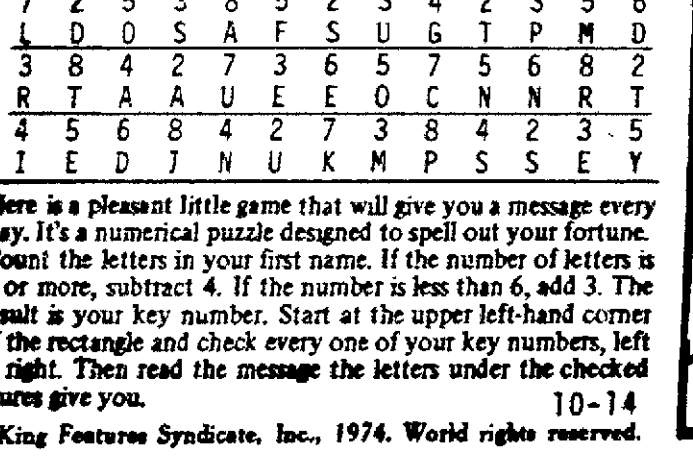 7 2 5 3 8 5 2 3 4 2 3 5 6
L D O S A F S U G T P M D
3 8 4 2 7 3 6 5 7 5 6 8 2
R T A A U E E O C N N R T
4 5 6 8 4 2 7 3 8 4 2 3 5
I E D J N U K M P S S E Y
ere is a pleasant little game that will give you a message every
ay. It's a numerical puzzle designed to spell out your fortune.
ount the letters in your first name. If the number of letters is
or more, subtract 4. If the number is less than 6, add 3. The
sult is your key number. Start at the upper left-hand corner
the rectangle and check every one of your key numbers, left
right. Then read the message the letters under the checked
ures give you.
10-14
King Features Syndicate, Inc., 1974. World rights reserved.